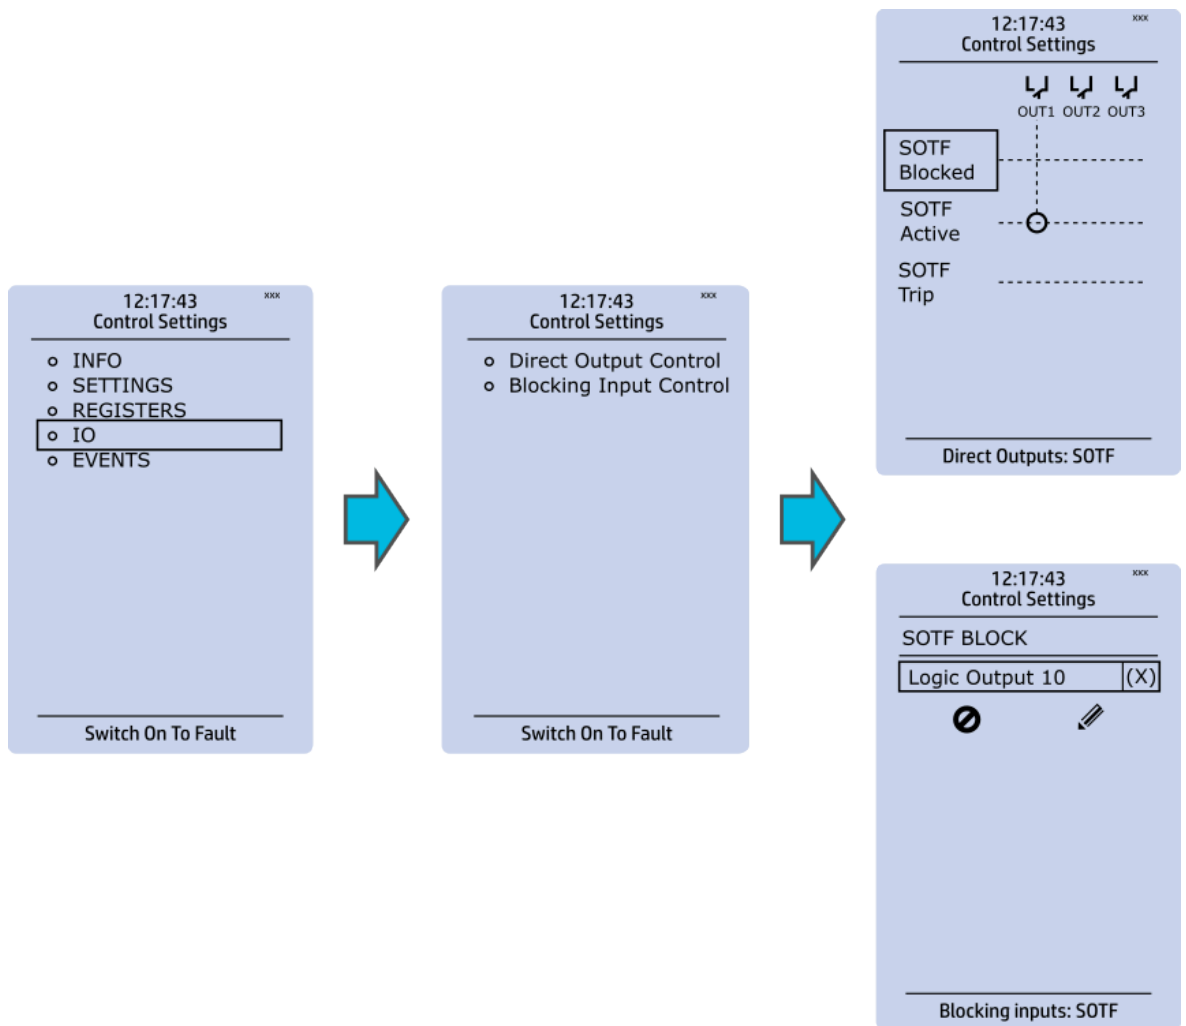 12:17:43 xxx
Control Settings
INFO
SETTINGS
REGISTERS
IO
EVENTS
Switch On To Fault
12:17:43 xxx
Control Settings
Direct Output Control
Blocking Input Control
Switch On To Fault
12:17:43 xxx
Control Settings
OUT1 OUT2 OUT3
SOTF
Blocked
SOTF
Active
SOTF
Trip
Direct Outputs: SOTF
12:17:43 xxx
Control Settings
SOTF BLOCK
Logic Output 10 (X)
Blocking inputs: SOTF